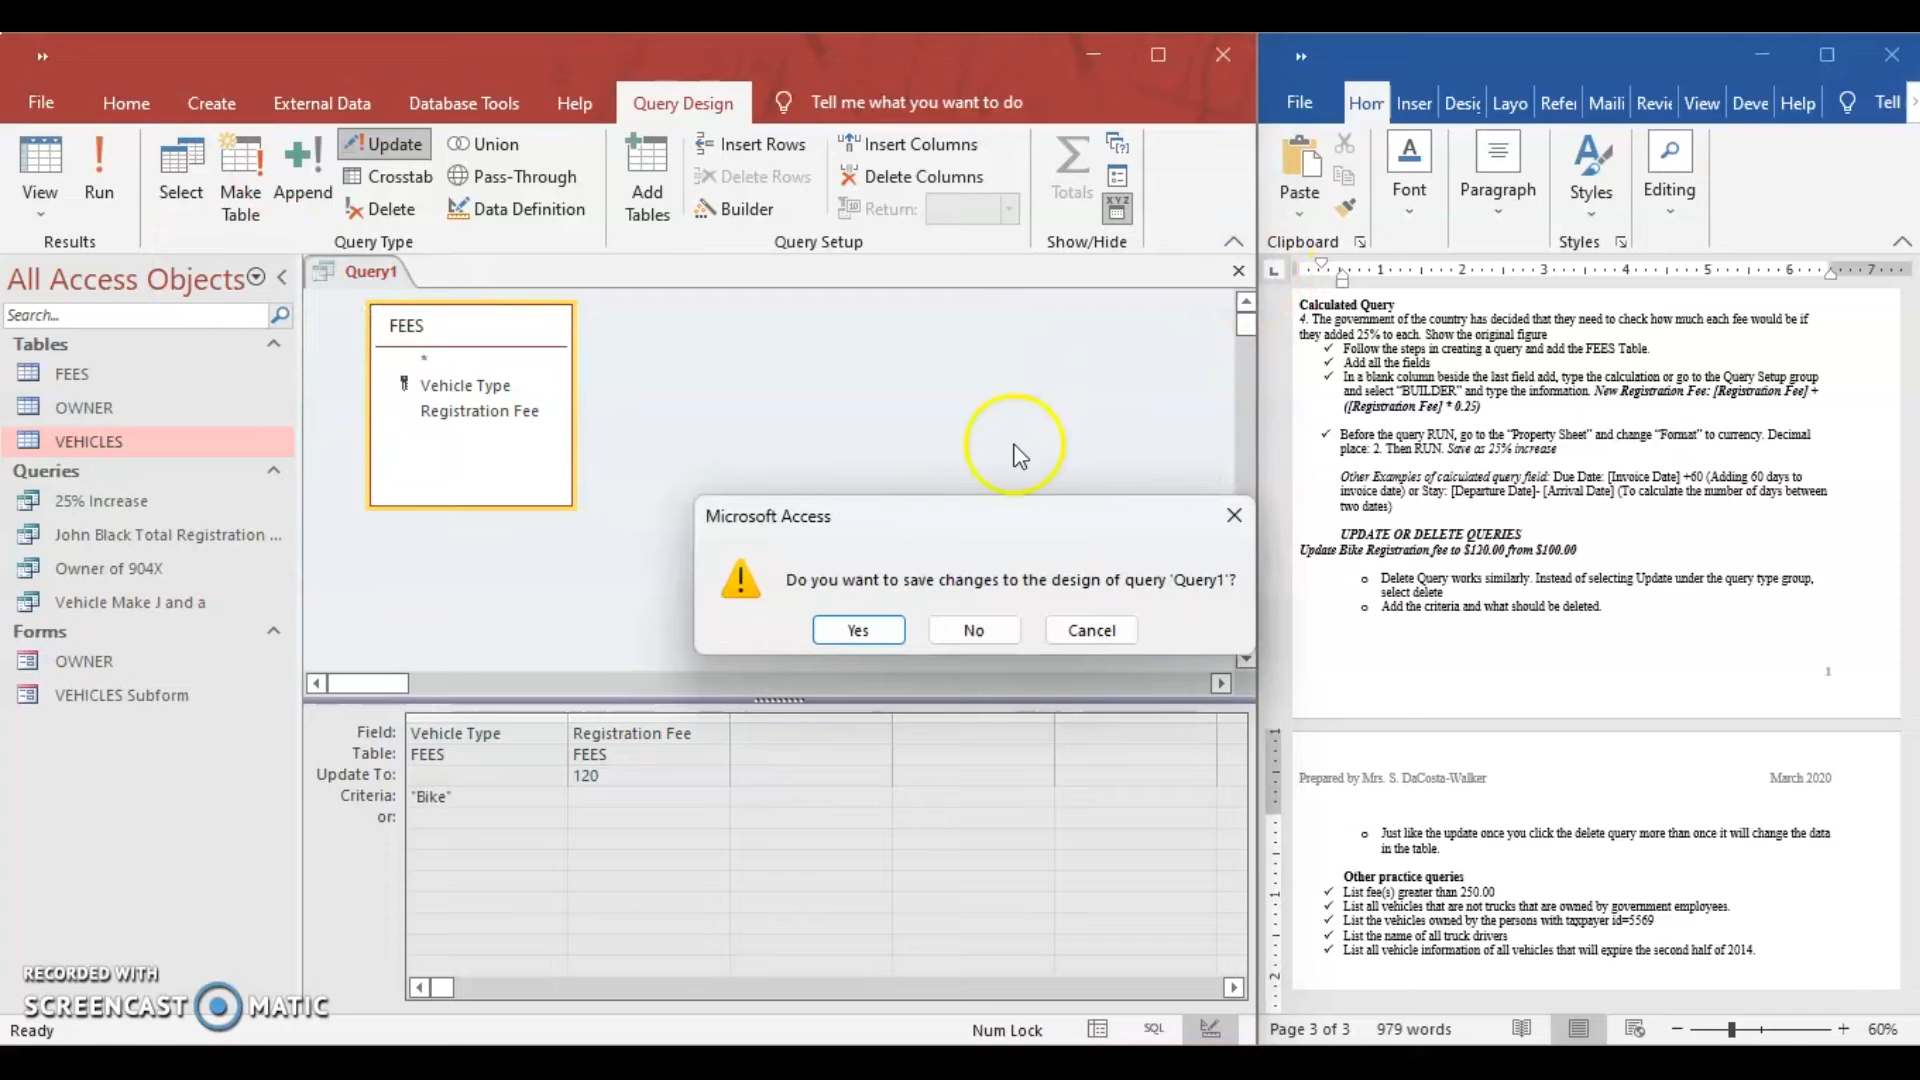 File
Home
Create
External Data
Database Tools
Help
Query Design
Tell me what you want to do
View
Run
Results
Select
Make
Table
Append
Update
Crosstab
Delete
Union
Pass-Through
Data Definition
Query Type
Add
Tables
Insert Rows
Delete Rows
Builder
Insert Columns
Delete Columns
Return:
Query Setup
Totals
XYZ
Show/Hide
All Access Objects
Search...
Tables
FEES
OWNER
VEHICLES
Queries
25% Increase
John Black Total Registration ...
Owner of 904X
Vehicle Make J and a
Forms
OWNER
VEHICLES Subform
Query1
FEES
*
Vehicle Type
Registration Fee
Microsoft Access
Do you want to save changes to the design of query 'Query1'?
Yes
No
Cancel
Field: Vehicle Type Registration Fee
Table: FEES FEES
Update To: 120
Criteria: "Bike"
or:
RECORDED WITH
SCREENCAST MATIC
Ready
Num Lock
SQL
File
Hom
Inser
Desig
Layo
Refe
Maili
Revie
View
Deve
Help
Tell
Paste
Clipboard
Font
Paragraph
Styles
Styles
Editing
1 2 3 4 5 6 7
Calculated Query
4. The government of the country has decided that they need to check how much each fee would be if
they added 25% to each. Show the original figure
✓ Follow the steps in creating a query and add the FEES Table.
✓ Add all the fields
✓ In a blank column beside the last field add, type the calculation or go to the Query Setup group
and select “BUILDER” and type the information. New Registration Fee: [Registration Fee] +
([Registration Fee] * 0.25)
✓ Before the query RUN, go to the “Property Sheet” and change “Format” to currency. Decimal
place: 2. Then RUN. Save as 25% increase
Other Examples of calculated query field: Due Date: [Invoice Date] +60 (Adding 60 days to
invoice date) or Stay: [Departure Date]- [Arrival Date] (To calculate the number of days between
two dates)
UPDATE OR DELETE QUERIES
Update Bike Registration fee to $120.00 from $100.00
o Delete Query works similarly. Instead of selecting Update under the query type group,
select delete
o Add the criteria and what should be deleted.
1
Prepared by Mrs. S. DaCosta-Walker March 2020
o Just like the update once you click the delete query more than once it will change the data
in the table.
Other practice queries
✓ List fee(s) greater than 250.00
✓ List all vehicles that are not trucks that are owned by government employees.
✓ List the vehicles owned by the persons with taxpayer id=5569
✓ List the name of all truck drivers
✓ List all vehicle information of all vehicles that will expire the second half of 2014.
1
1
2
Page 3 of 3
979 words
60%